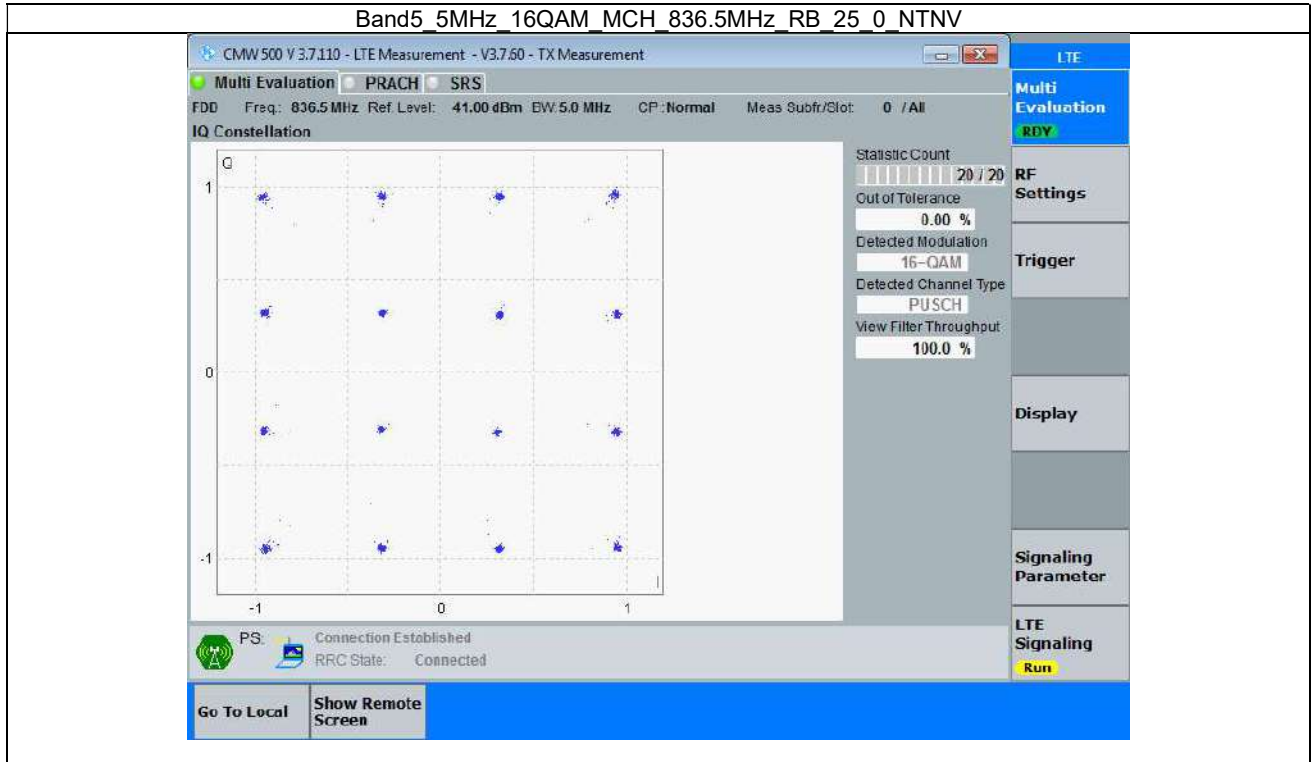 Band5_5MHz_16QAM_MCH_836.5MHz_RB_25_0_NTNV
CMW 500 V 3.7.110 - LTE Measurement - V3.7.60 - TX Measurement
LTE
Multi Evaluation PRACH SRS
Multi
Evaluation
RDY
FDD Freq.: 836.5 MHz Ref. Level: 41.00 dBm BW: 5.0 MHz CP : Normal Meas Subfr./Slot: 0 / All
IQ Constellation
Q
1
0
-1
-1 0 1
I
Statistic Count
20 / 20
Out of Tolerance
0.00 %
Detected Modulation
16-QAM
Detected Channel Type
PUSCH
View Filter Throughput
100.0 %
RF
Settings
Trigger
Display
Signaling
Parameter
LTE
Signaling
Run
PS: Connection Established
RRC State: Connected
Go To Local
Show Remote
Screen